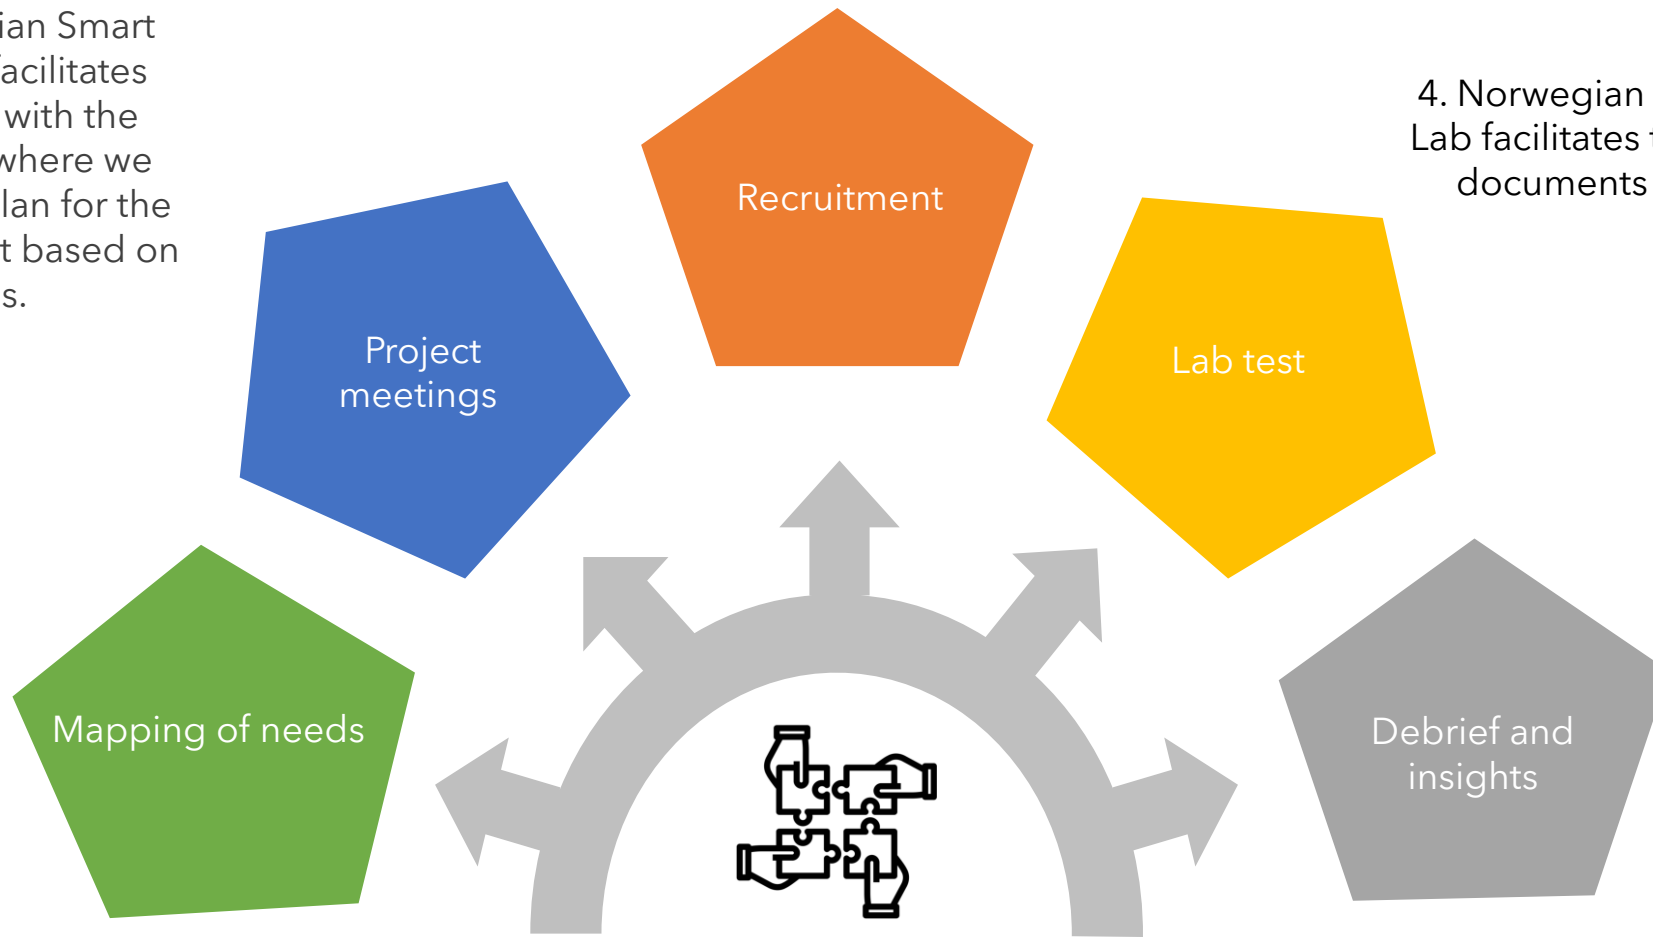 ian Smart
acilitates
with the
where we
lan for the
t based on
s.
Recruitment
4. Norwegian
Lab facilitates t
documents
Project
meetings
Lab test
Mapping of needs
Debrief and
insights